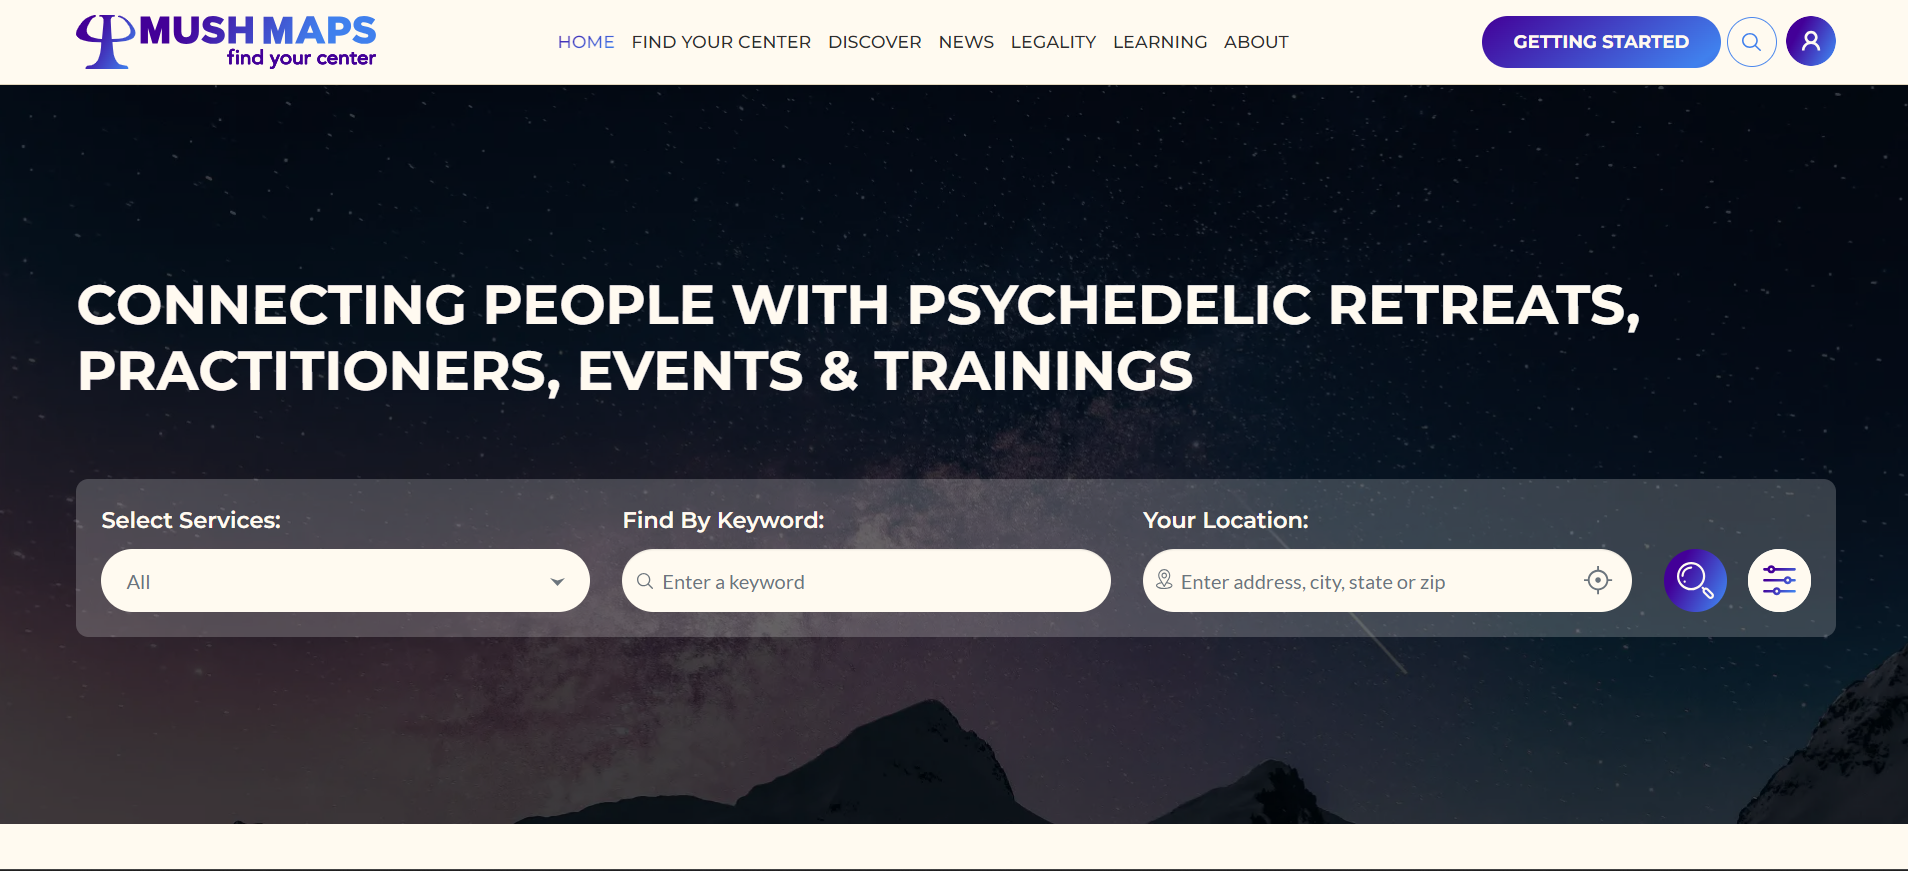 MUSH MAPS
find your center
HOME FIND YOUR CENTER DISCOVER NEWS LEGALITY LEARNING ABOUT
GETTING STARTED
CONNECTING PEOPLE WITH PSYCHEDELIC RETREATS,
PRACTITIONERS, EVENTS & TRAININGS
Select Services:
All
Find By Keyword:
Enter a keyword
Your Location:
Enter address, city, state or zip